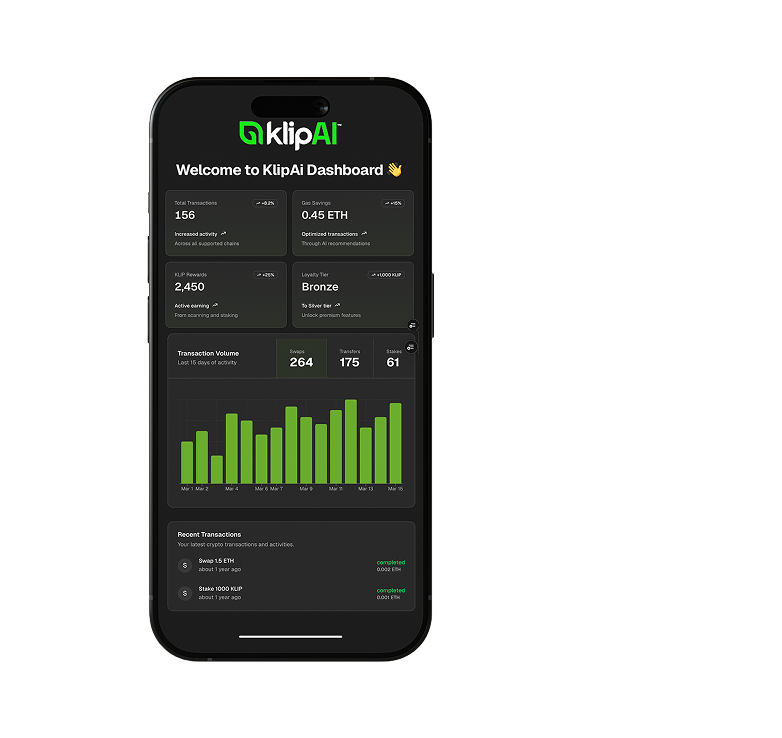 klipAI™
Welcome to KlipAi Dashboard 👋
Total Transactions
+8.2%
156
Increased activity
Across all supported chains
Gas Savings
+15%
0.45 ETH
Optimized transactions
Through AI recommendations
KLIP Rewards
+25%
2,450
Active earning
From scanning and staking
Loyalty Tier
+1,000 KLIP
Bronze
To Silver tier
Unlock premium features
Transaction Volume
Last 15 days of activity
Swaps
264
Transfers
175
Stakes
61
Mar 1 Mar 2 Mar 4 Mar 6 Mar 7 Mar 9 Mar 11 Mar 13 Mar 15
Recent Transactions
Your latest crypto transactions and activities.
S
Swap 1.5 ETH
about 1 year ago
completed
0.002 ETH
S
Stake 1000 KLIP
about 1 year ago
completed
0.001 ETH